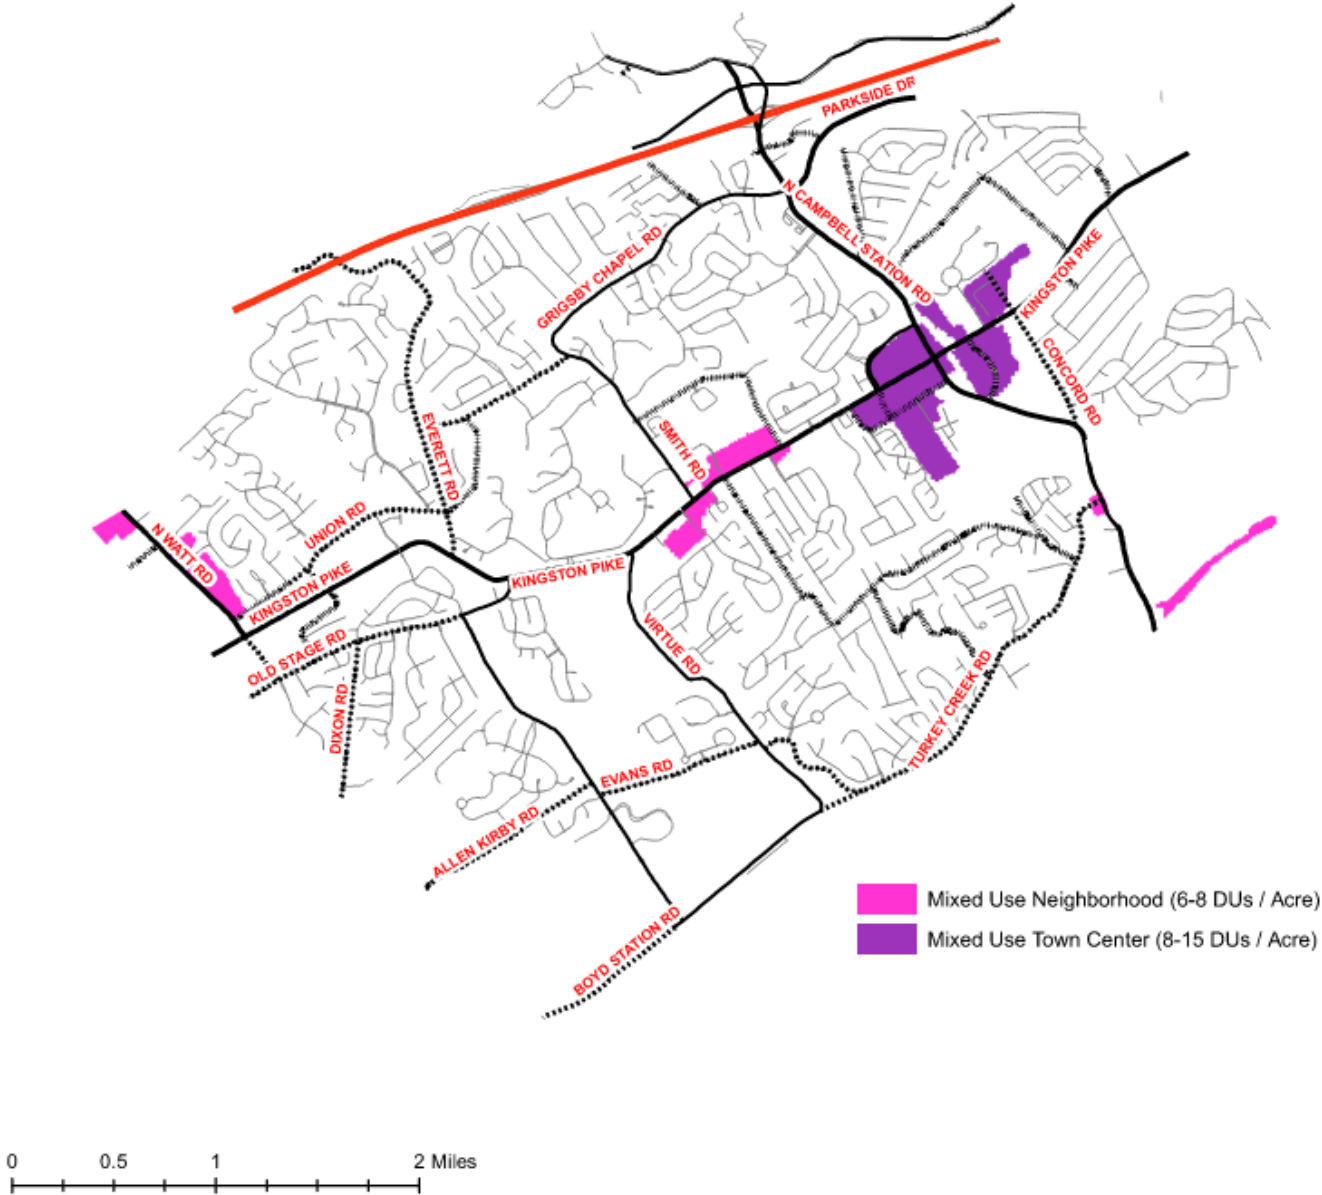 PARKSIDE DR
N CAMPBELL STATION RD
GRIGSBY CHAPEL RD
KINGSTON PIKE
CONCORD RD
EVERETT RD
SMITH RD
UNION RD
N WATT RD
KINGSTON PIKE
KINGSTON PIKE
OLD STAGE RD
VIRTUE RD
DIXON RD
TURKEY CREEK RD
EVANS RD
ALLEN KIRBY RD
BOYD STATION RD
Mixed Use Neighborhood (6-8 DUs / Acre)
Mixed Use Town Center (8-15 DUs / Acre)
0 0.5 1 2 Miles